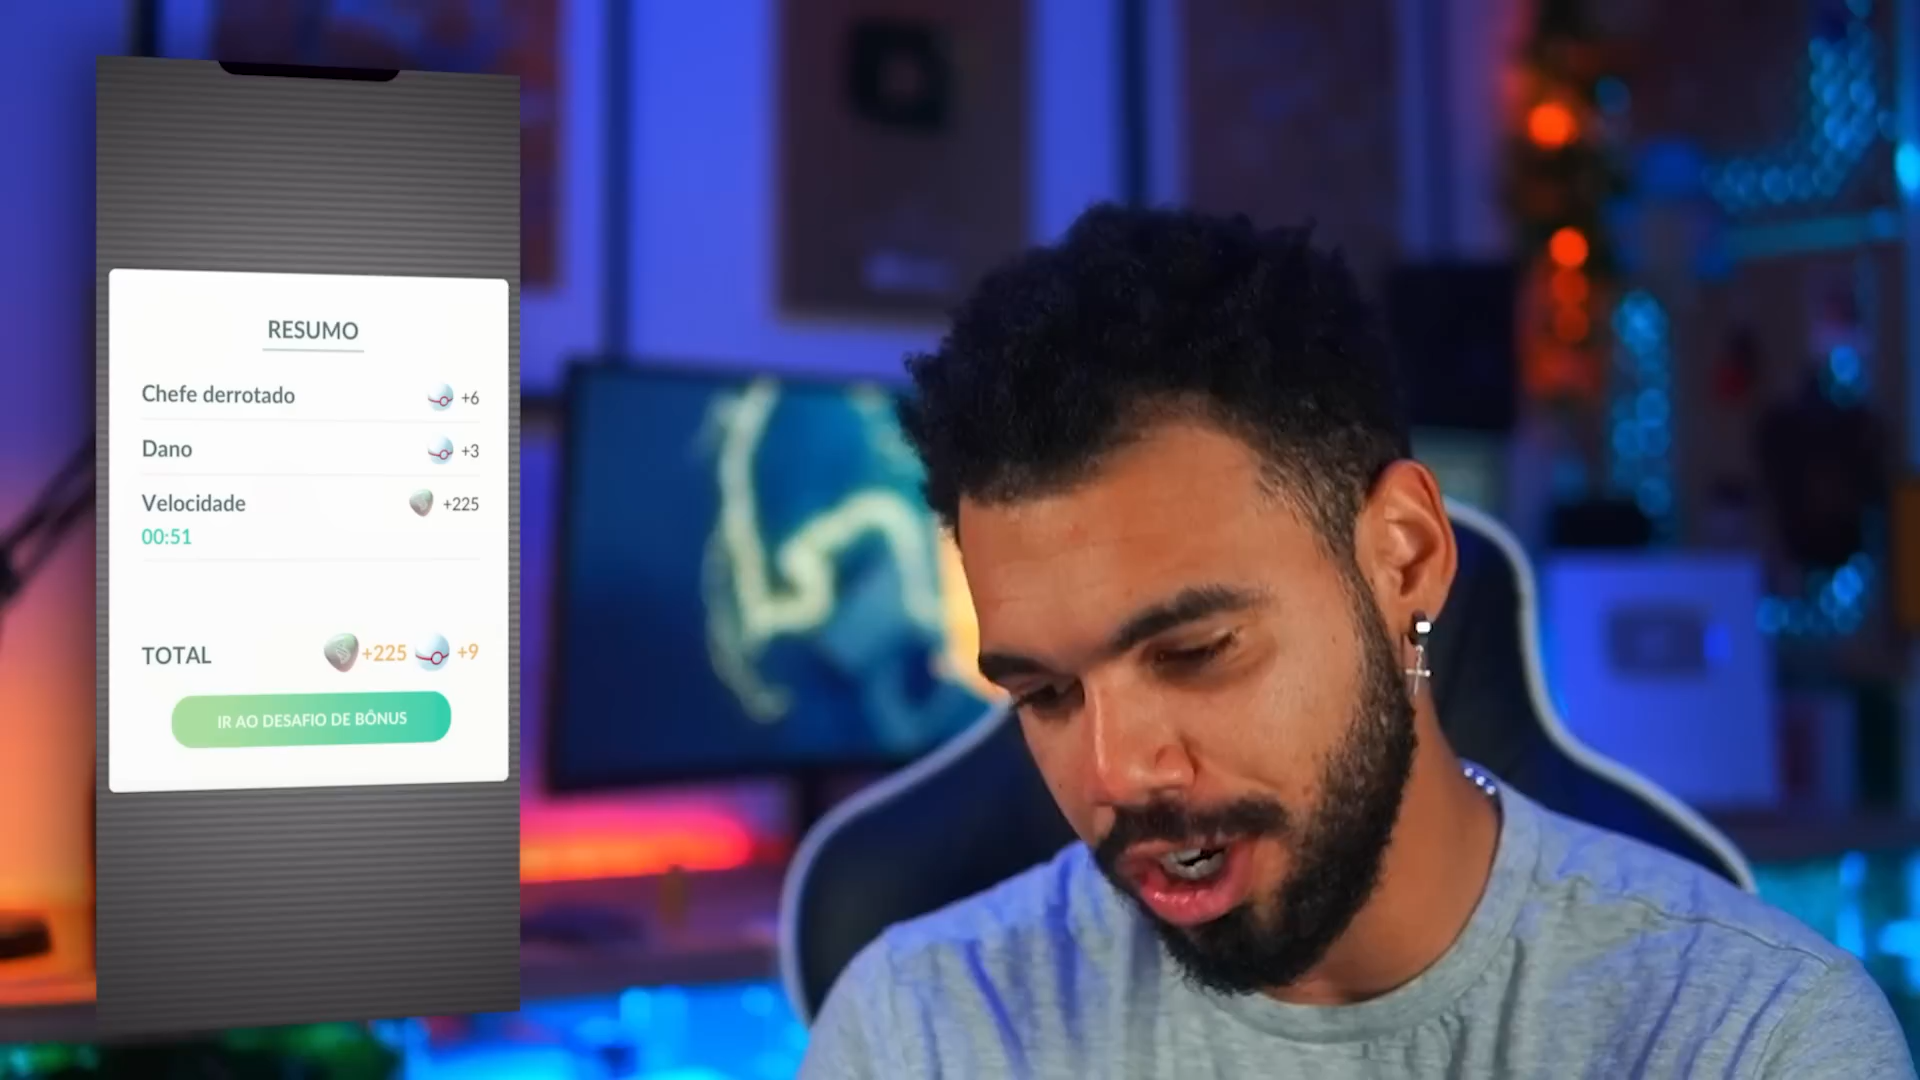 RESUMO
Chefe derrotado +6
Dano +3
Velocidade +225
00:51
TOTAL +225 +9
IR AO DESAFIO DE BÔNUS